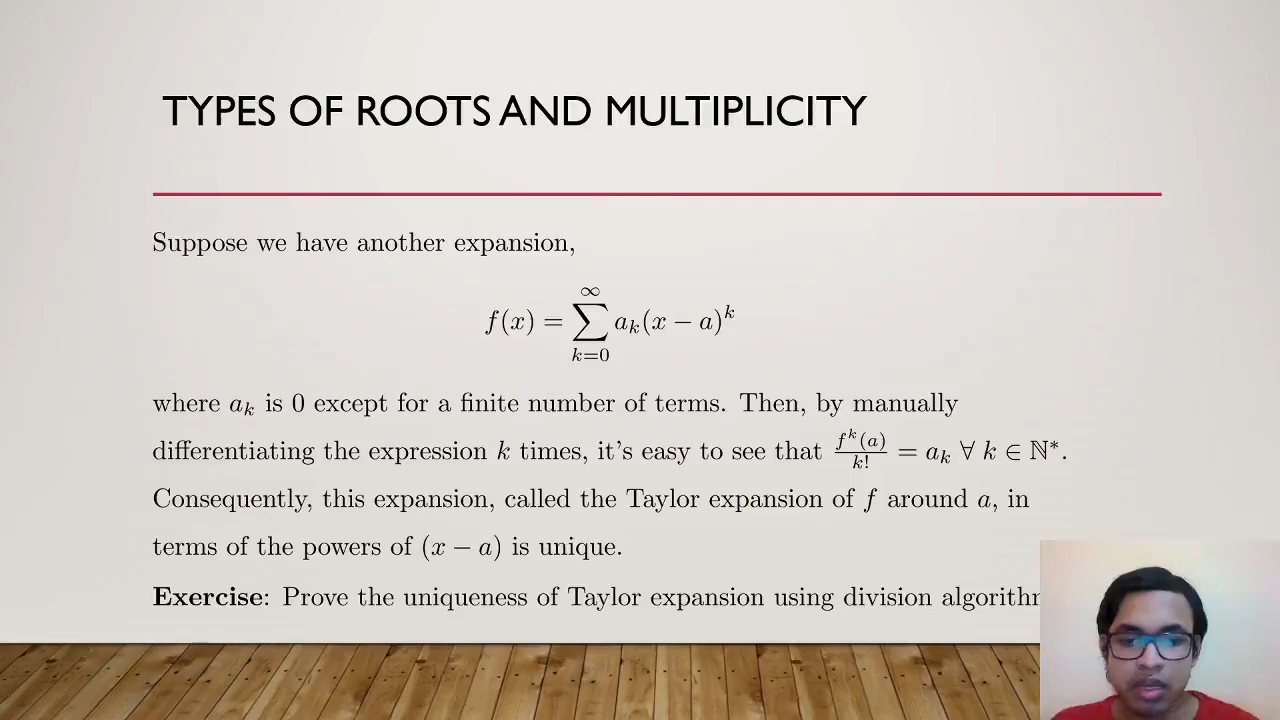 TYPES OF ROOTS AND MULTIPLICITY
Suppose we have another expansion,
f(x) = ∑_{k=0}^{∞} a_k(x − a)^k
where a_k is 0 except for a finite number of terms. Then, by manually
differentiating the expression k times, it's easy to see that \frac{f^k(a)}{k!} = a_k ∀ k ∈ ℕ*.
Consequently, this expansion, called the Taylor expansion of f around a, in
terms of the powers of (x − a) is unique.
Exercise: Prove the uniqueness of Taylor expansion using division